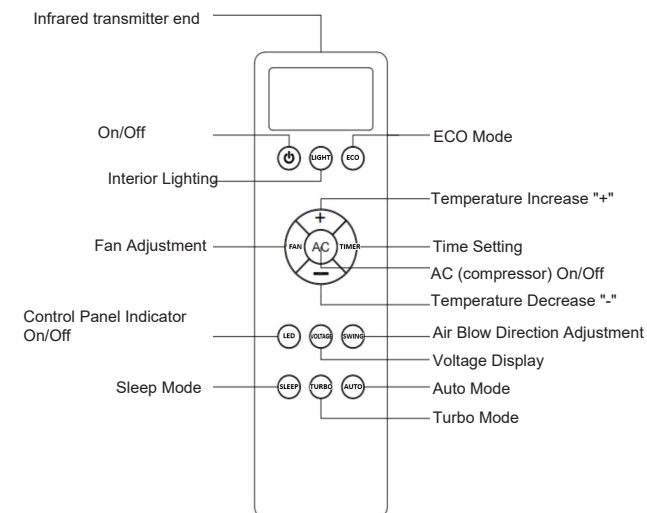 Infrared transmitter end
On/Off
ECO Mode
LIGHT
ECO
Interior Lighting
Temperature Increase "+"
+
Fan Adjustment
FAN
AC
TIMER
Time Setting
AC (compressor) On/Off
−
Temperature Decrease "-"
Control Panel Indicator
On/Off
LED
VOLTAGE
SWING
Air Blow Direction Adjustment
Voltage Display
Sleep Mode
SLEEP
TURBO
AUTO
Auto Mode
Turbo Mode